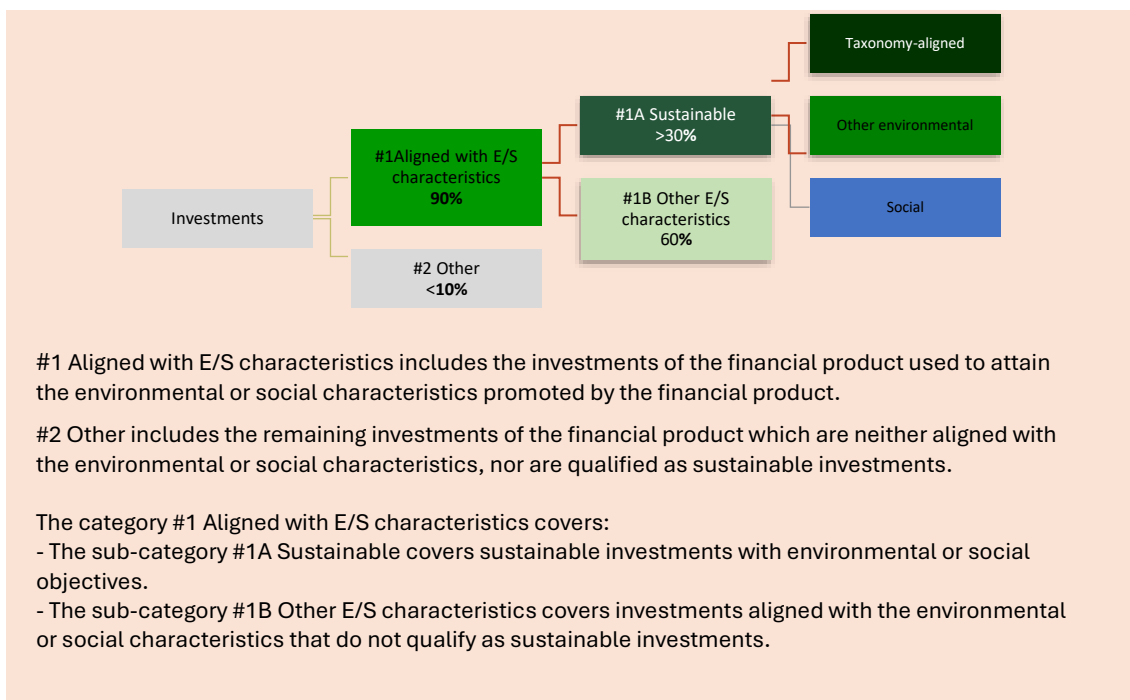 Taxonomy-aligned
#1A Sustainable
>30%
Other environmental
#1Aligned with E/S
characteristics
90%
Investments
#1B Other E/S
characteristics
60%
Social
#2 Other
<10%
#1 Aligned with E/S characteristics includes the investments of the financial product used to attain
the environmental or social characteristics promoted by the financial product.
#2 Other includes the remaining investments of the financial product which are neither aligned with
the environmental or social characteristics, nor are qualified as sustainable investments.
The category #1 Aligned with E/S characteristics covers:
- The sub-category #1A Sustainable covers sustainable investments with environmental or social
objectives.
- The sub-category #1B Other E/S characteristics covers investments aligned with the environmental
or social characteristics that do not qualify as sustainable investments.